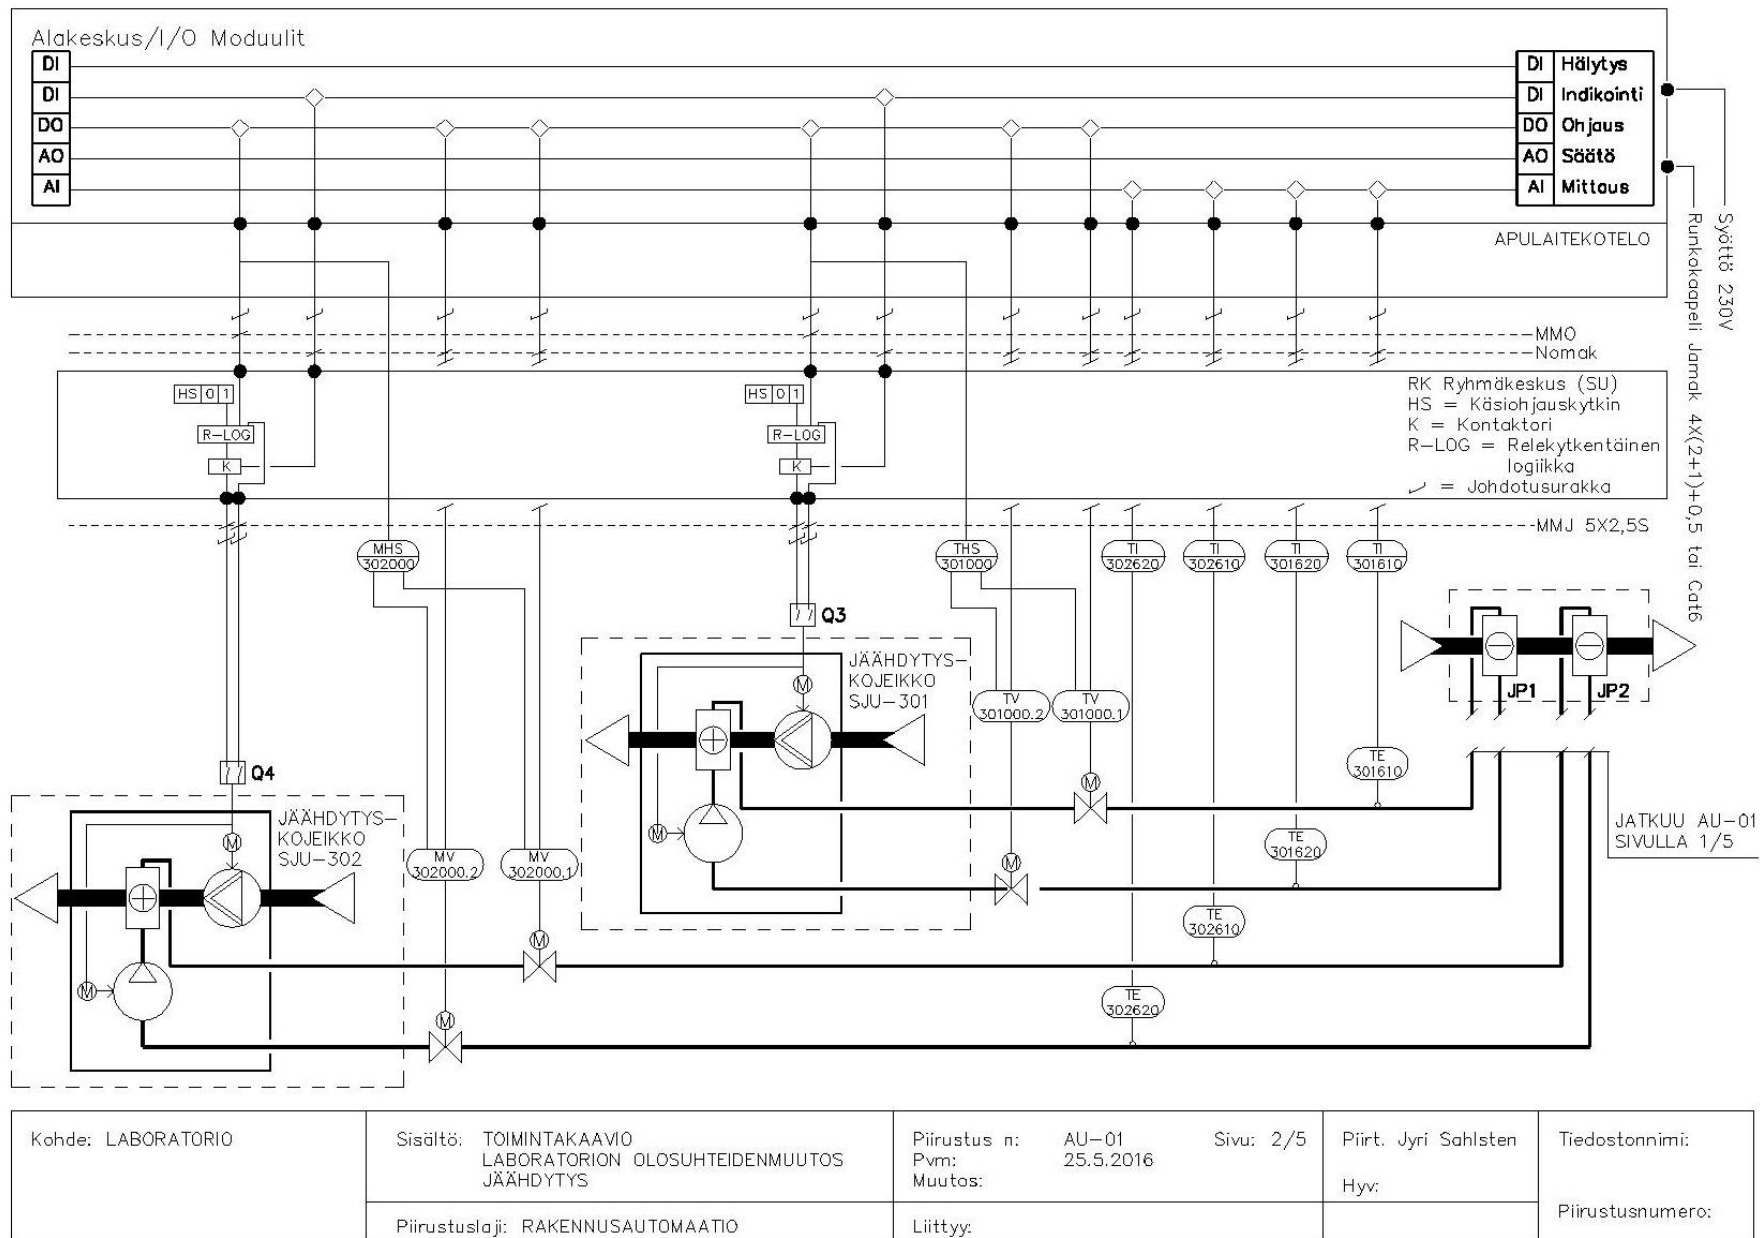 Alakeskus/I/O Moduulit
DI
DI
DO
AO
AI
DI Hälytys
DI Indikointi
DO Ohjaus
AO Säätö
AI Mittaus
APULAITEKOTELO
Syöttö 230V
Runkokaapeli Jamak 4X(2+1)+0,5 tai Cat6
MMO
Nomak
HS 0 1
R-LOG
K
HS 0 1
R-LOG
K
RK Ryhmäkeskus (SU)
HS = Käsiohjauskytkin
K = Kontaktori
R-LOG = Relekytkentäinen
logiikka
= Johdotusurakka
MMJ 5X2,5S
MHS
302000
THS
301000
TI
302620
TI
302610
TI
301620
TI
301610
Q3
JÄÄHDYTYS-
KOJEIKKO
SJU-301
M
M
TV
301000.2
TV
301000.1
JP1
JP2
TE
301610
M
Q4
JÄÄHDYTYS-
KOJEIKKO
SJU-302
M
M
MV
302000.2
MV
302000.1
M
TE
301620
JATKUU AU-01
SIVULLA 1/5
TE
302610
M
TE
302620
M
Kohde: LABORATORIO
Sisältö: TOIMINTAKAAVIO
LABORATORION OLOSUHTEIDENMUUTOS
JÄÄHDYTYS
Piirustuslaji: RAKENNUSAUTOMAATIO
Piirustus n: AU-01 Sivu: 2/5
Pvm: 25.5.2016
Muutos:
Liittyy:
Piirt. Jyri Sahlsten
Hyv:
Tiedostonnimi:
Piirustusnumero: